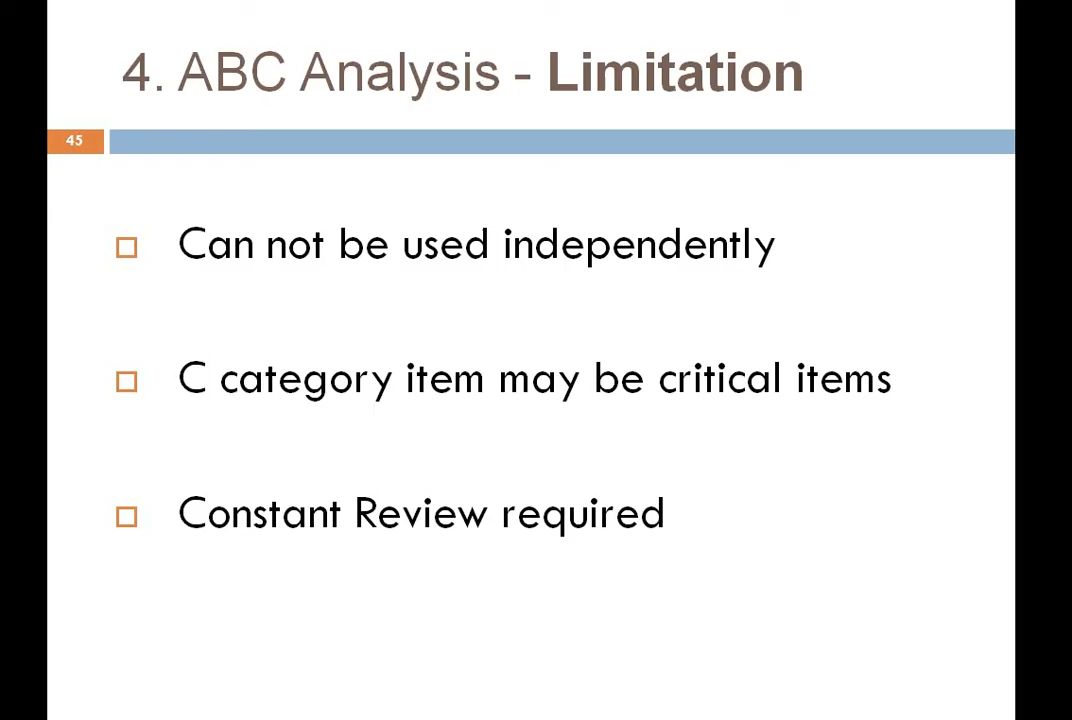 4. ABC Analysis - Limitation
45
Can not be used independently
C category item may be critical items
Constant Review required